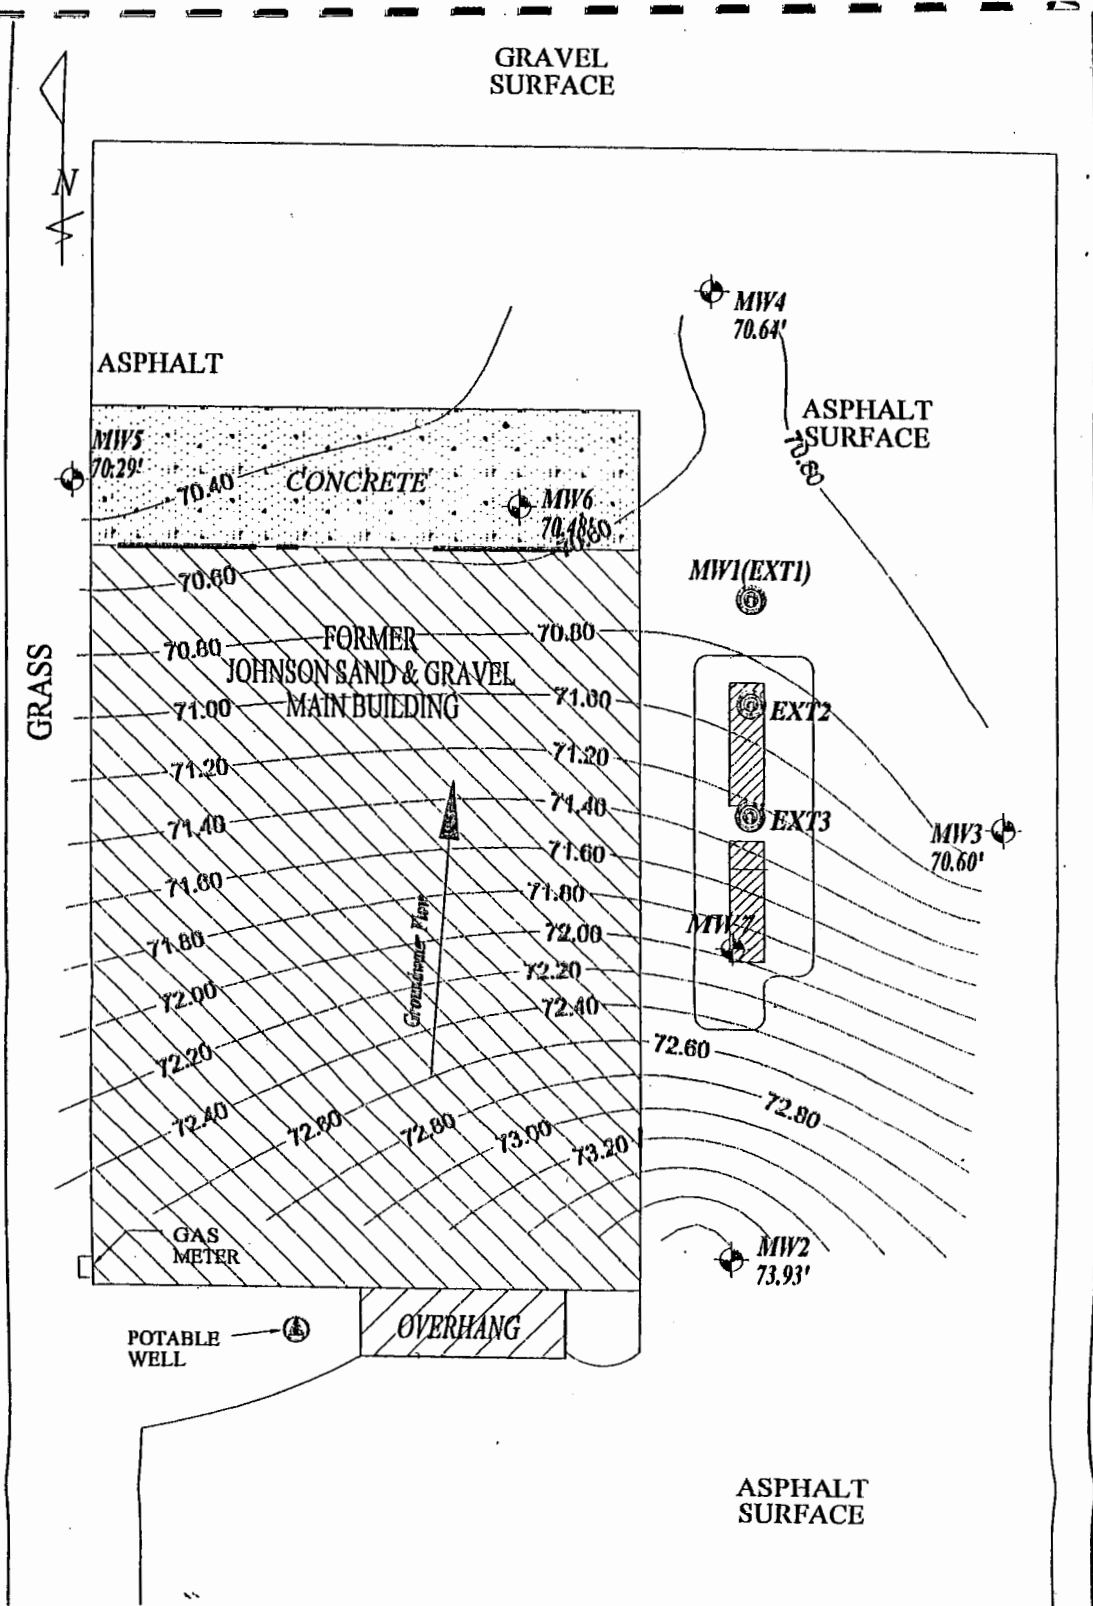 GRAVEL
SURFACE
N
MW4
70.64'
ASPHALT
ASPHALT
SURFACE
70.80
MW5
70.29'
70.40
CONCRETE
MW6
70.48'
70.60
70.60
MW1(EXT1)
GRASS
FORMER
JOHNSON SAND & GRAVEL
MAIN BUILDING
70.80
70.80
71.00
71.00
EXT2
71.20
71.20
71.40
71.40
EXT3
MW3
70.60'
71.60
71.60
71.80
71.80
MW7
72.00
72.00
72.20
72.20
72.40
72.40
Groundwater Flow
72.60
72.60
72.80
72.80
73.00
73.20
GAS
METER
MW2
73.93'
POTABLE
WELL
OVERHANG
ASPHALT
SURFACE